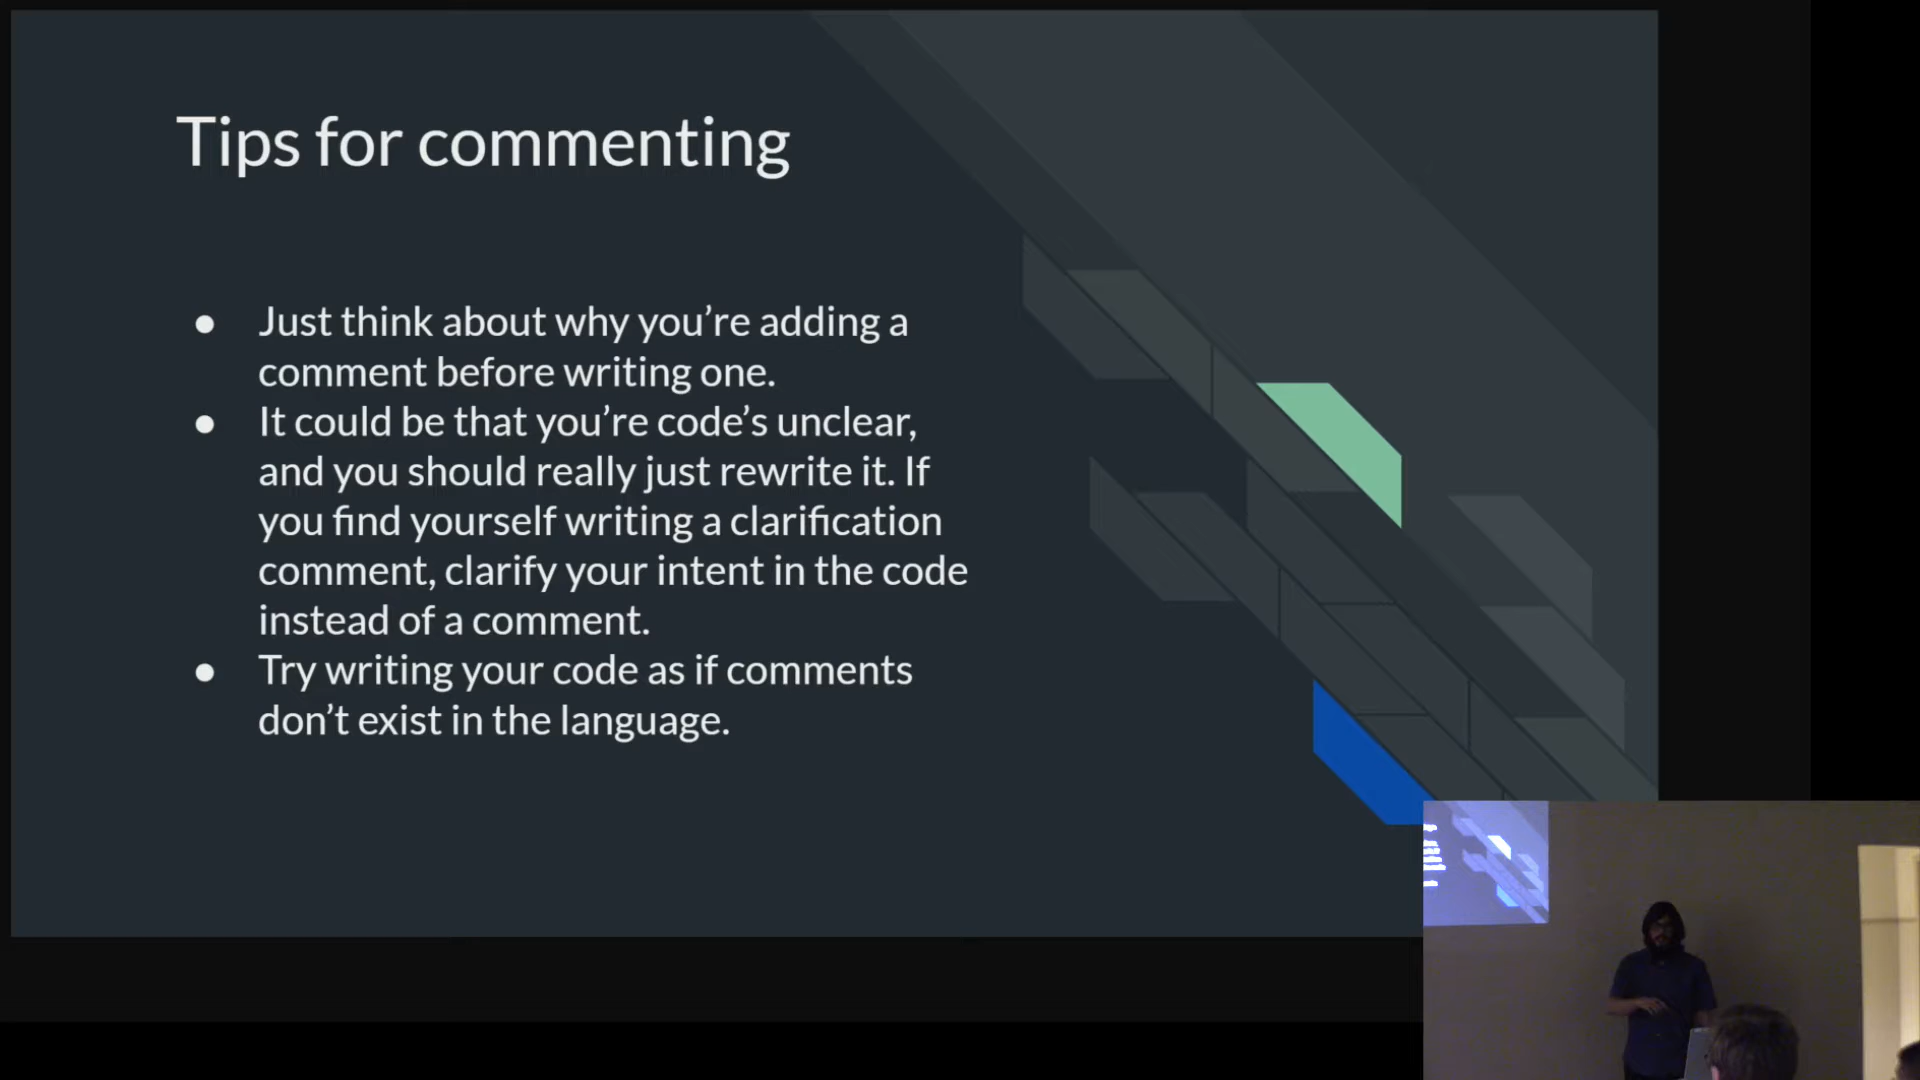 Tips for commenting
● Just think about why you’re adding a
comment before writing one.
● It could be that you’re code’s unclear,
and you should really just rewrite it. If
you find yourself writing a clarification
comment, clarify your intent in the code
instead of a comment.
● Try writing your code as if comments
don’t exist in the language.